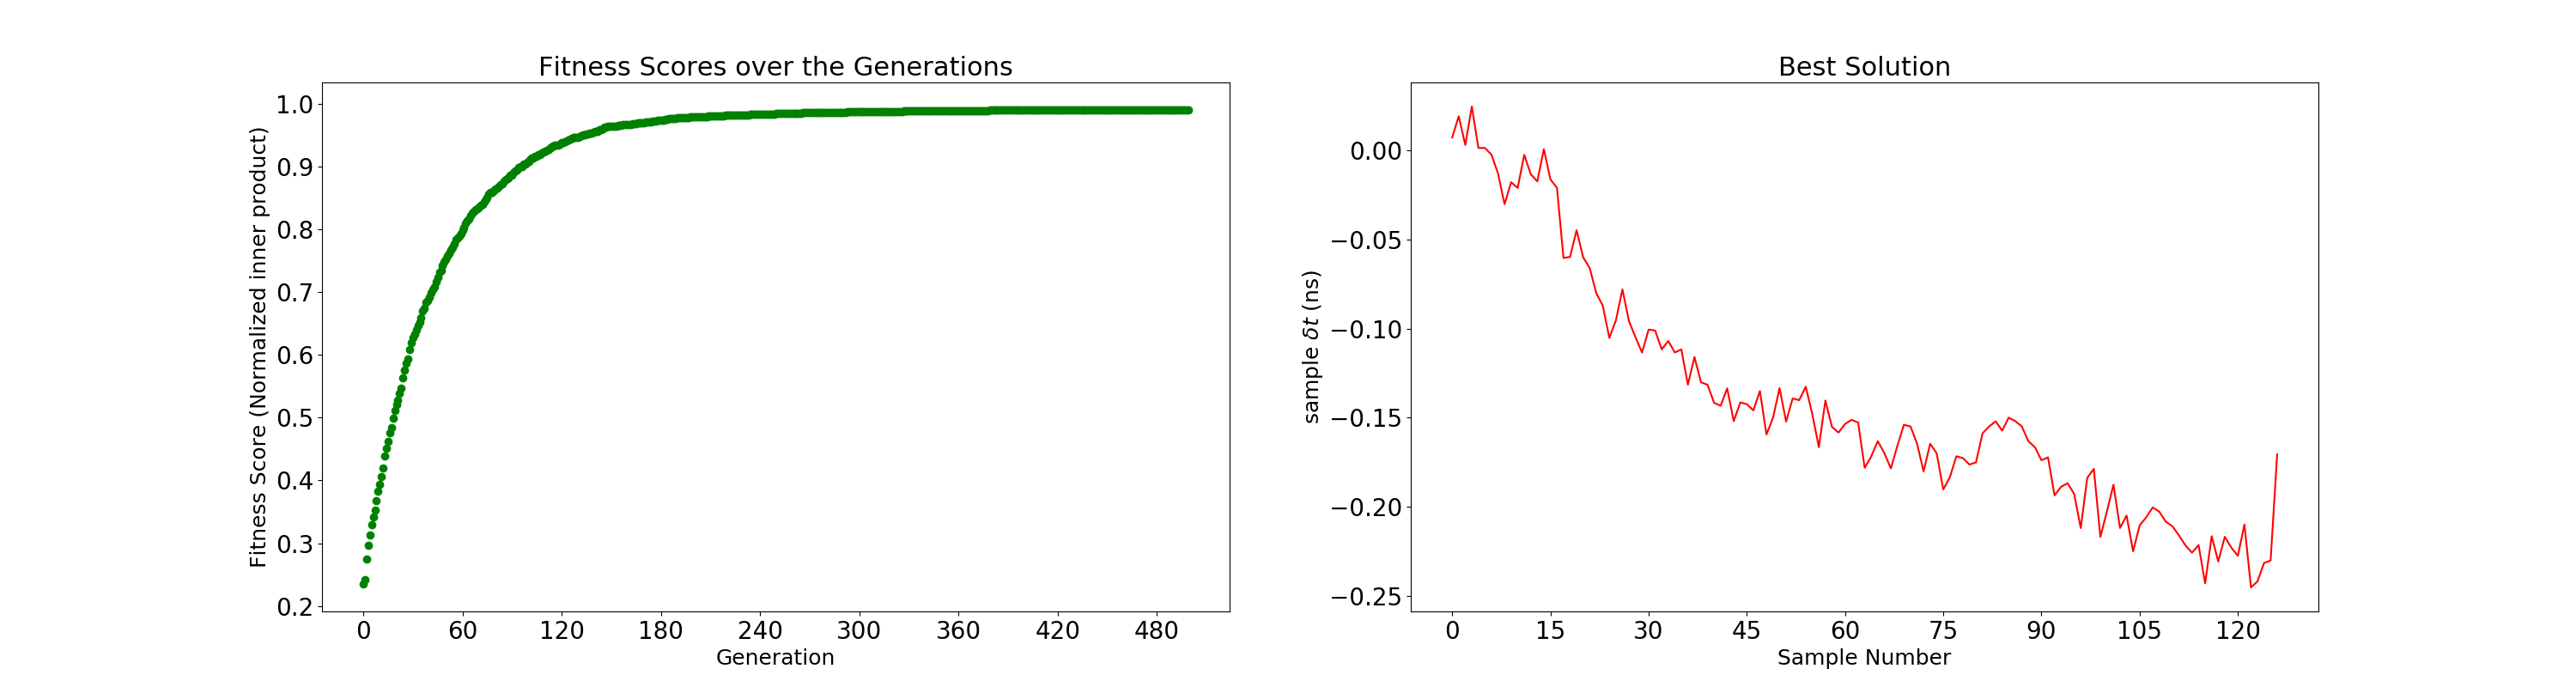 Fitness Scores over the Generations
Fitness Score (Normalized inner product)
1.0
0.9
0.8
0.7
0.6
0.5
0.4
0.3
0.2
0 60 120 180 240 300 360 420 480
Generation
Best Solution
sample δt (ns)
0.00
−0.05
−0.10
−0.15
−0.20
−0.25
0 15 30 45 60 75 90 105 120
Sample Number